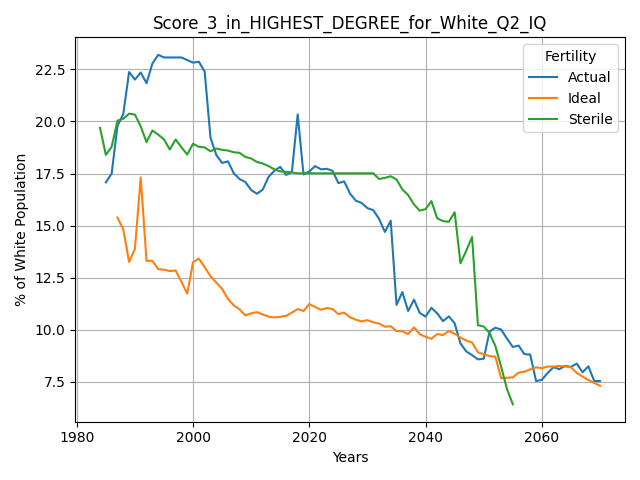 Score_3_in_HIGHEST_DEGREE_for_White_Q2_IQ
Fertility
Actual
Ideal
Sterile
% of White Population
22.5
20.0
17.5
15.0
12.5
10.0
7.5
1980
2000
2020
2040
2060
Years